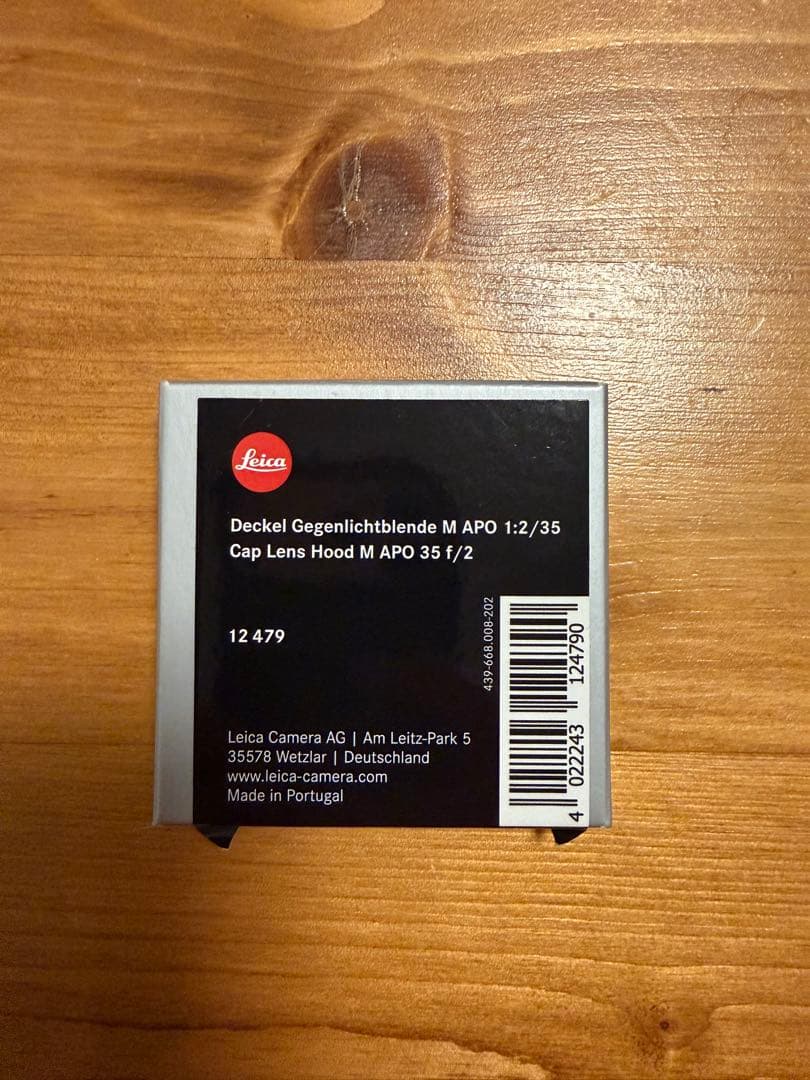 Leica
Deckel Gegenlichtblende M APO 1:2/35
Cap Lens Hood M APO 35 f/2
12 479
439-668.008-202
4 022243 124790
Leica Camera AG | Am Leitz-Park 5
35578 Wetzlar | Deutschland
www.leica-camera.com
Made in Portugal